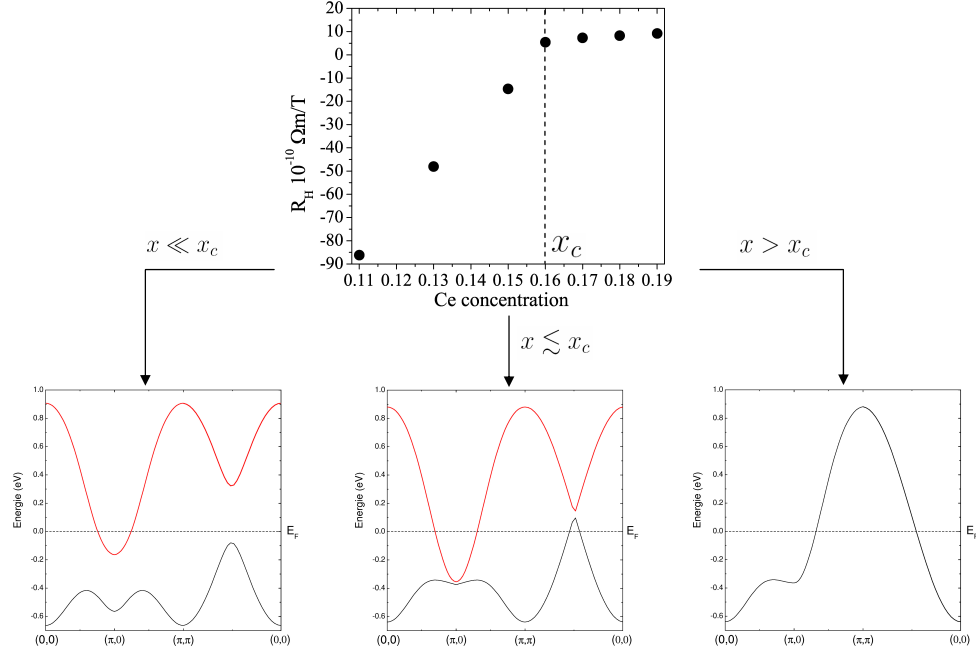 20
10
0
-10
-20
-30
-40
-50
-60
-70
-80
-90
R_H 10^-10 Ωm/T
x_c
0.11 0.12 0.13 0.14 0.15 0.16 0.17 0.18 0.19
Ce concentration
x ≪ x_c
x ≲ x_c
x > x_c
1.0
0.8
0.6
0.4
0.2
0.0
-0.2
-0.4
-0.6
Energie (eV)
E_F
(0,0) (π,0) (π,π) (0,0)
1.0
0.8
0.6
0.4
0.2
0.0
-0.2
-0.4
-0.6
Energie (eV)
E_F
(0,0) (π,0) (π,π) (0,0)
1.0
0.8
0.6
0.4
0.2
0.0
-0.2
-0.4
-0.6
Energie (eV)
E_F
(0,0) (π,0) (π,π) (0,0)